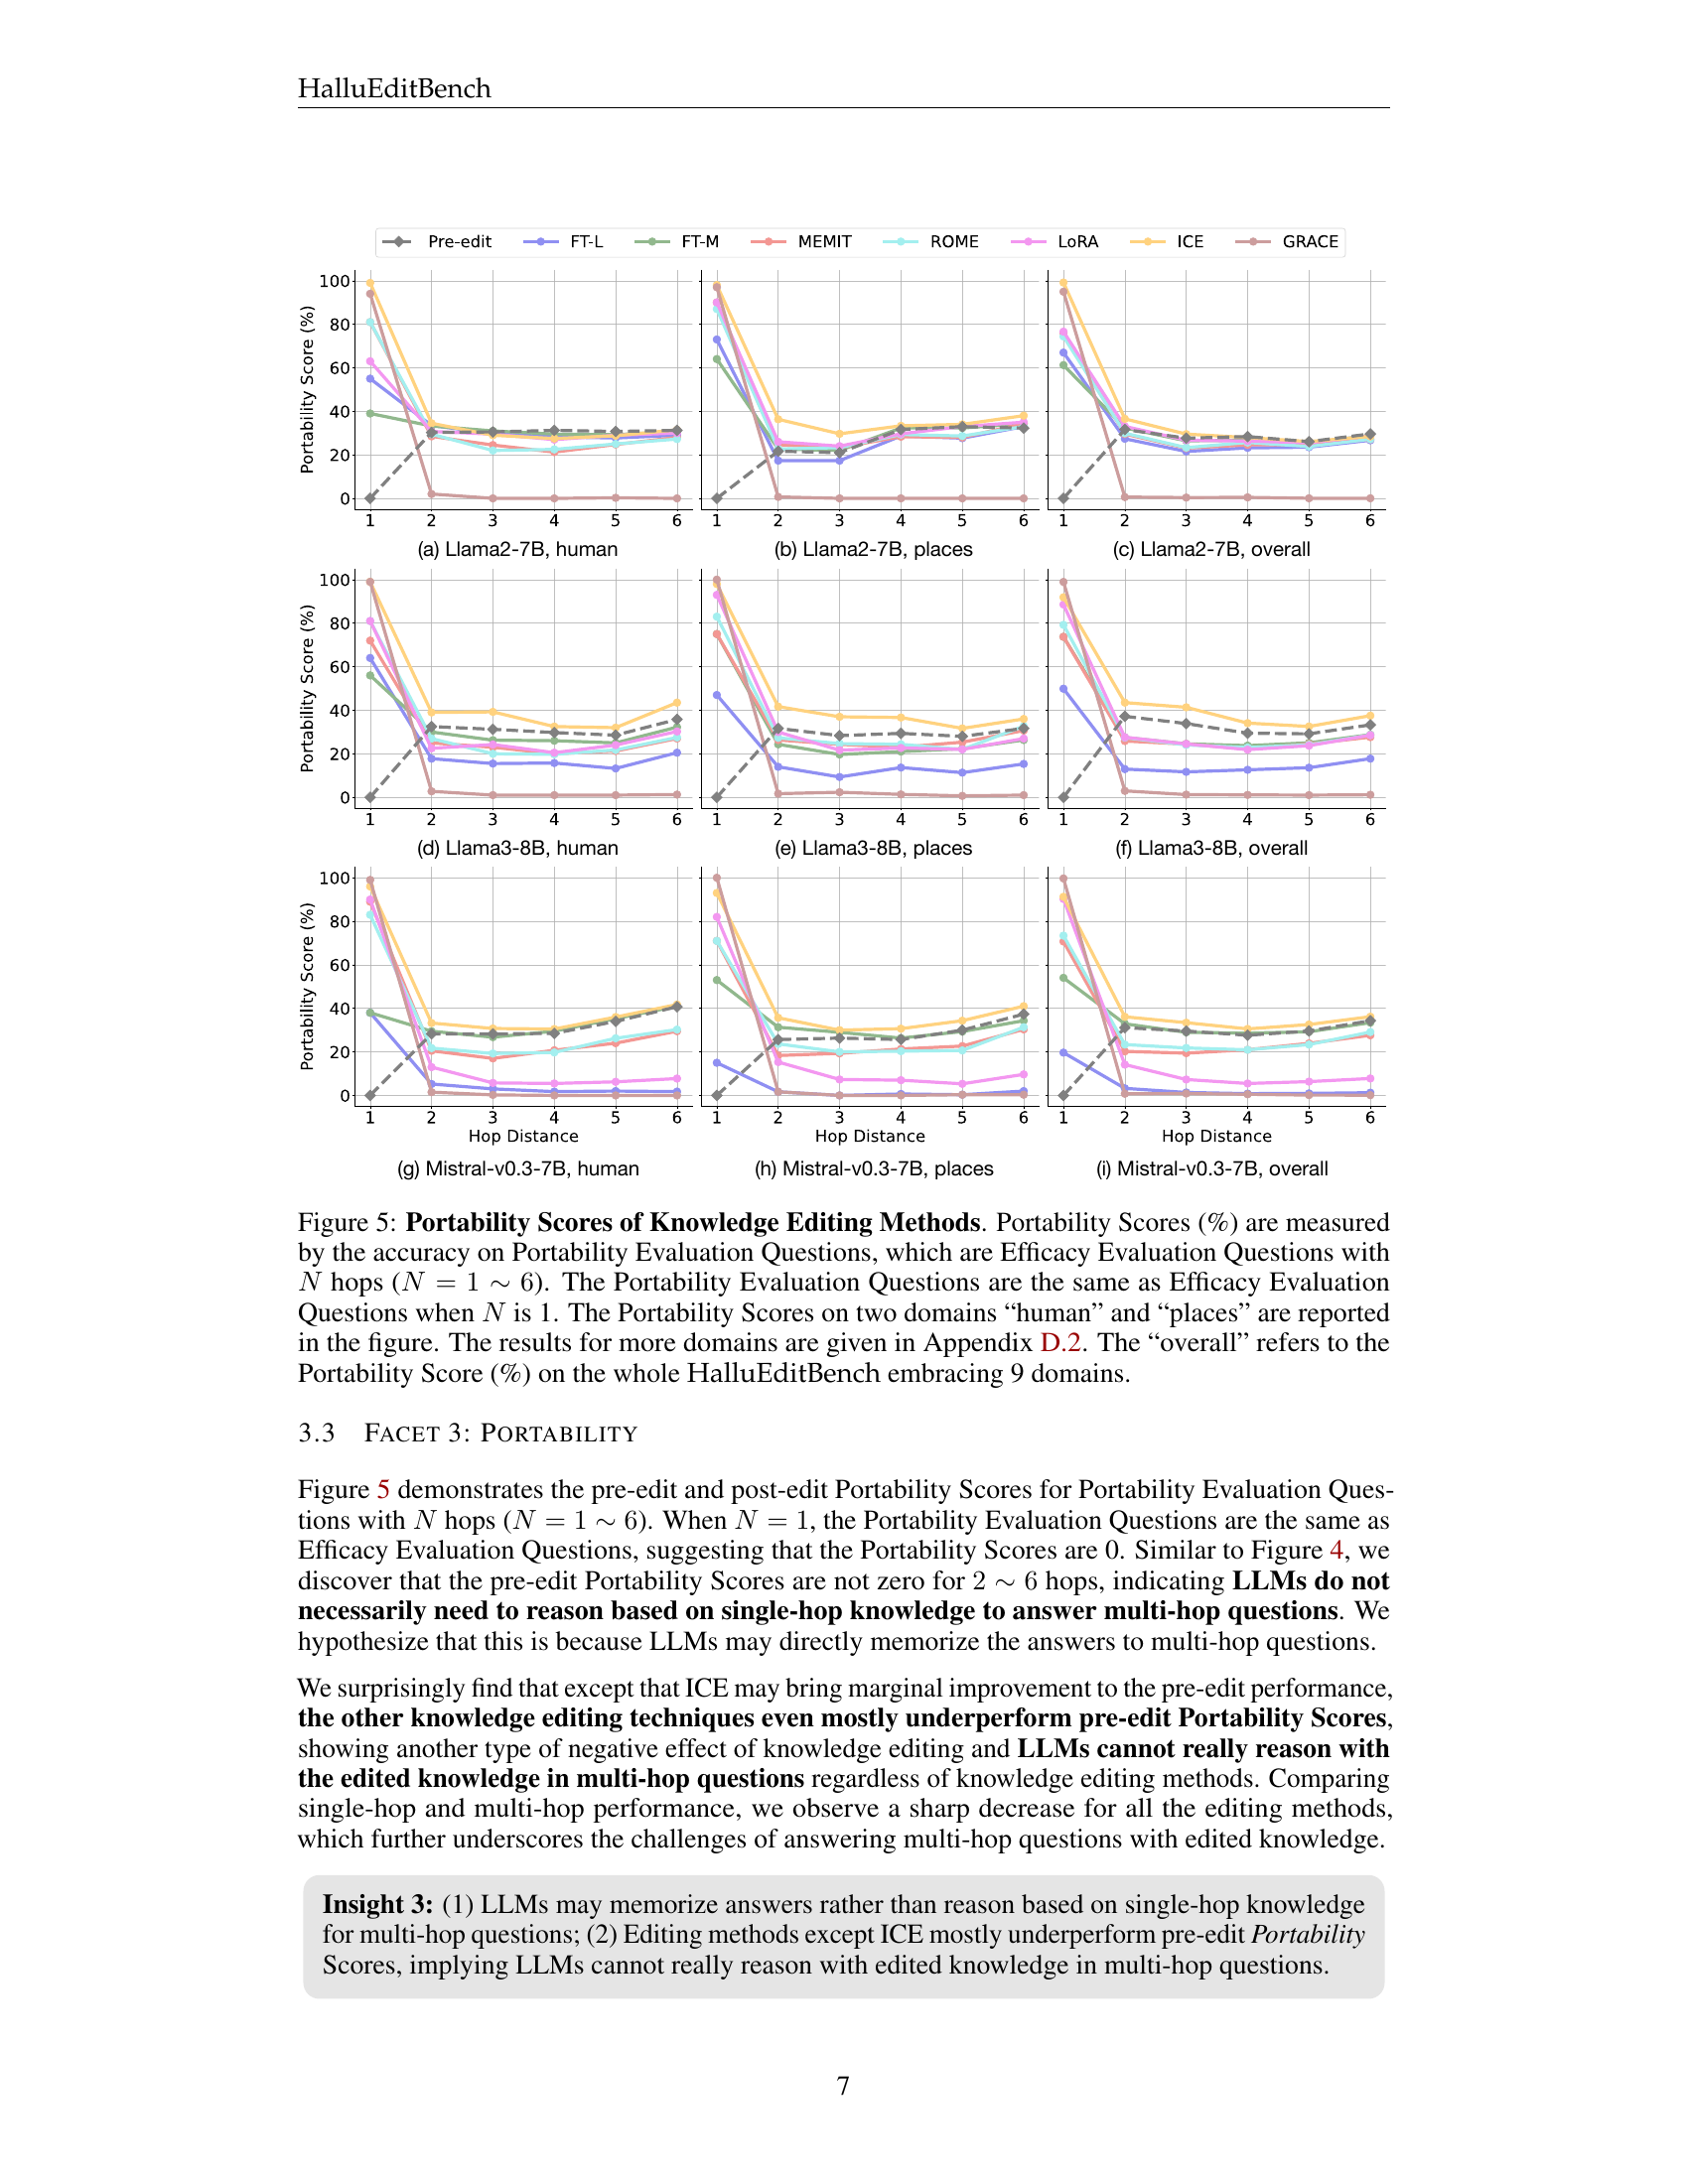 HalluEditBench
Pre-edit FT-L FT-M MEMIT ROME LoRA ICE GRACE
Portability Score (%)
100
80
60
40
20
0
1 2 3 4 5 6
1 2 3 4 5 6
1 2 3 4 5 6
(a) Llama2-7B, human
(b) Llama2-7B, places
(c) Llama2-7B, overall
Portability Score (%)
100
80
60
40
20
0
1 2 3 4 5 6
1 2 3 4 5 6
1 2 3 4 5 6
(d) Llama3-8B, human
(e) Llama3-8B, places
(f) Llama3-8B, overall
Portability Score (%)
100
80
60
40
20
0
1 2 3 4 5 6
1 2 3 4 5 6
1 2 3 4 5 6
Hop Distance
Hop Distance
Hop Distance
(g) Mistral-v0.3-7B, human
(h) Mistral-v0.3-7B, places
(i) Mistral-v0.3-7B, overall
Figure 5: Portability Scores of Knowledge Editing Methods. Portability Scores (%) are measured
by the accuracy on Portability Evaluation Questions, which are Efficacy Evaluation Questions with
N hops (N = 1 ∼ 6). The Portability Evaluation Questions are the same as Efficacy Evaluation
Questions when N is 1. The Portability Scores on two domains “human” and “places” are reported
in the figure. The results for more domains are given in Appendix D.2. The “overall” refers to the
Portability Score (%) on the whole HalluEditBench embracing 9 domains.
3.3 FACET 3: PORTABILITY
Figure 5 demonstrates the pre-edit and post-edit Portability Scores for Portability Evaluation Ques-
tions with N hops (N = 1 ∼ 6). When N = 1, the Portability Evaluation Questions are the same as
Efficacy Evaluation Questions, suggesting that the Portability Scores are 0. Similar to Figure 4, we
discover that the pre-edit Portability Scores are not zero for 2 ∼ 6 hops, indicating LLMs do not
necessarily need to reason based on single-hop knowledge to answer multi-hop questions. We
hypothesize that this is because LLMs may directly memorize the answers to multi-hop questions.
We surprisingly find that except that ICE may bring marginal improvement to the pre-edit performance,
the other knowledge editing techniques even mostly underperform pre-edit Portability Scores,
showing another type of negative effect of knowledge editing and LLMs cannot really reason with
the edited knowledge in multi-hop questions regardless of knowledge editing methods. Comparing
single-hop and multi-hop performance, we observe a sharp decrease for all the editing methods,
which further underscores the challenges of answering multi-hop questions with edited knowledge.
Insight 3: (1) LLMs may memorize answers rather than reason based on single-hop knowledge
for multi-hop questions; (2) Editing methods except ICE mostly underperform pre-edit Portability
Scores, implying LLMs cannot really reason with edited knowledge in multi-hop questions.
7